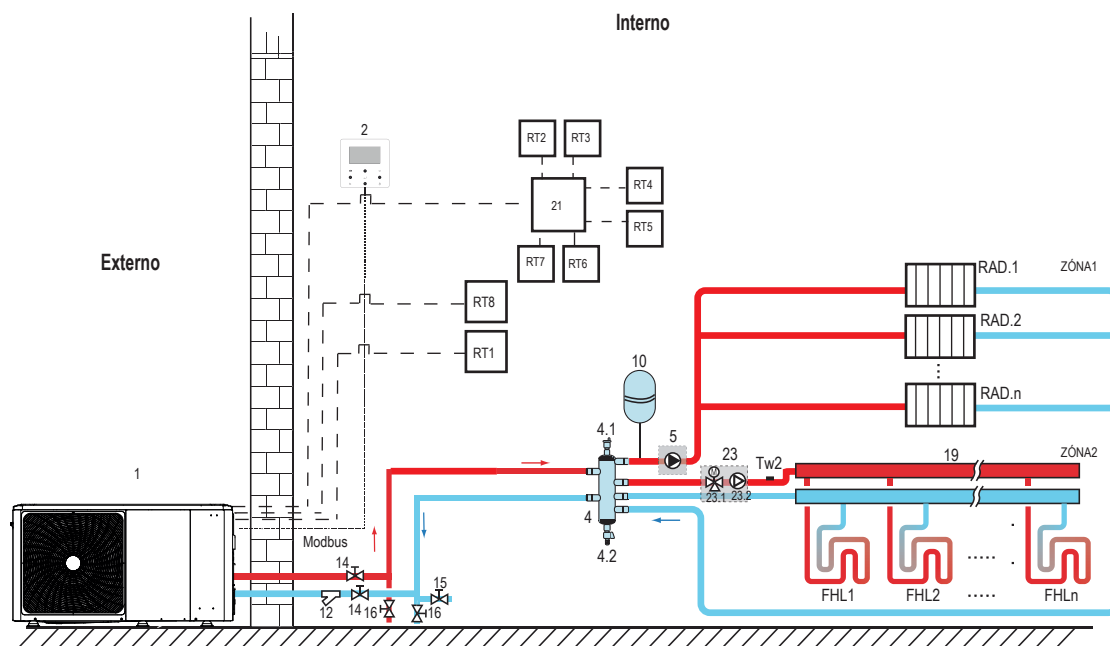 Interno
2
RT2
RT3
RT4
21
RT5
RT7
RT6
Externo
RT8
RT1
RAD.1
ZÓNA1
RAD.2
RAD.n
10
4.1
5
23
Tw2
19
ZÓNA2
23.1
23.2
4
4.2
1
Modbus
14
15
12
14
16
16
FHL1
FHL2
FHLn